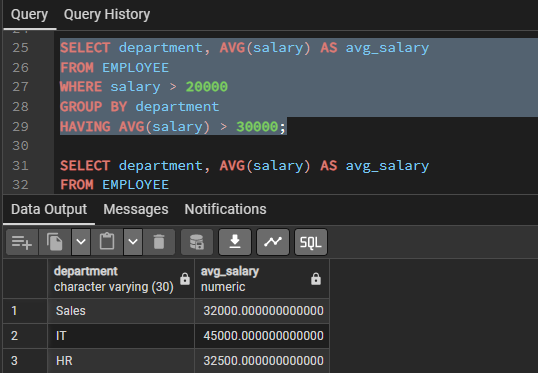 Query Query History
25 SELECT department, AVG(salary) AS avg_salary
26 FROM EMPLOYEE
27 WHERE salary > 20000
28 GROUP BY department
29 HAVING AVG(salary) > 30000;
30
31 SELECT department, AVG(salary) AS avg_salary
32 FROM EMPLOYEE
Data Output Messages Notifications
SQL
department avg_salary
character varying (30) numeric
1 Sales 32000.000000000000
2 IT 45000.000000000000
3 HR 32500.000000000000